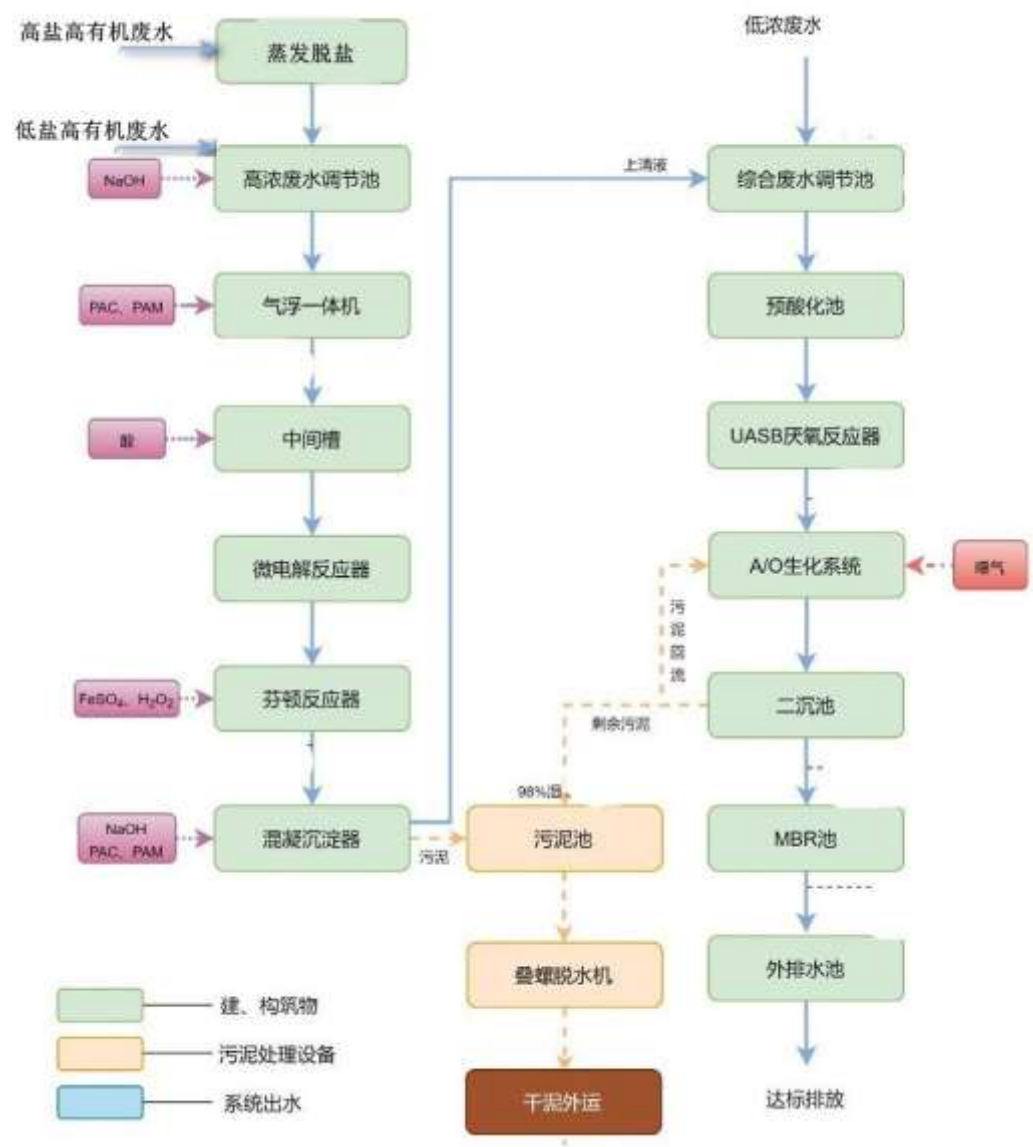 高盐高有机废水
蒸发脱盐
低浓废水
低盐高有机废水
NaOH
高浓废水调节池
上清液
综合废水调节池
PAC、PAM
气浮一体机
预酸化池
酸
中间槽
UASB厌氧反应器
微电解反应器
A/O生化系统
曝气
污
泥
回
流
FeSO₄、H₂O₂
芬顿反应器
二沉池
剩余污泥
98%湿
NaOH
PAC、PAM
混凝沉淀器
污泥
污泥池
MBR池
叠螺脱水机
外排水池
建、构筑物
污泥处理设备
系统出水
干泥外运
达标排放